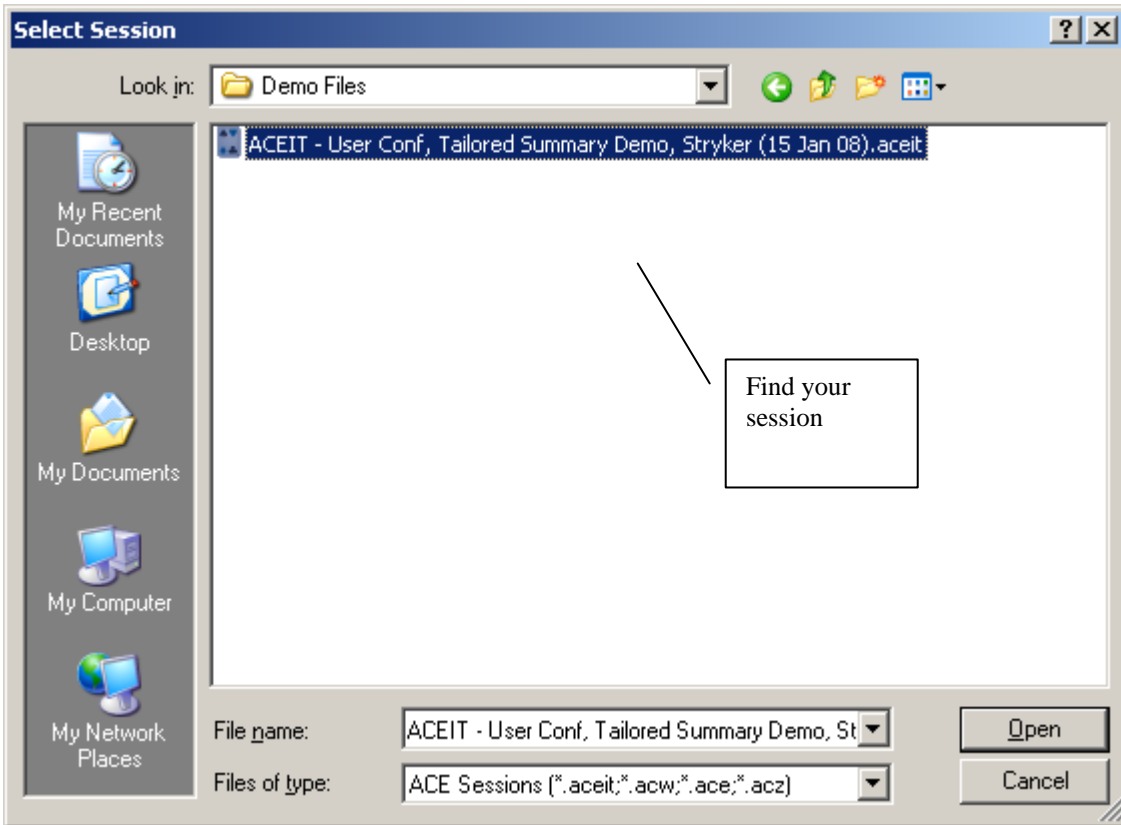 Select Session
Look in:
Demo Files
ACEIT - User Conf, Tailored Summary Demo, Stryker (15 Jan 08).aceit
My Recent
Documents
Desktop
My Documents
My Computer
My Network
Places
Find your
session
File name:
ACEIT - User Conf, Tailored Summary Demo, St
Open
Files of type:
ACE Sessions (*.aceit;*.acw;*.ace;*.acz)
Cancel